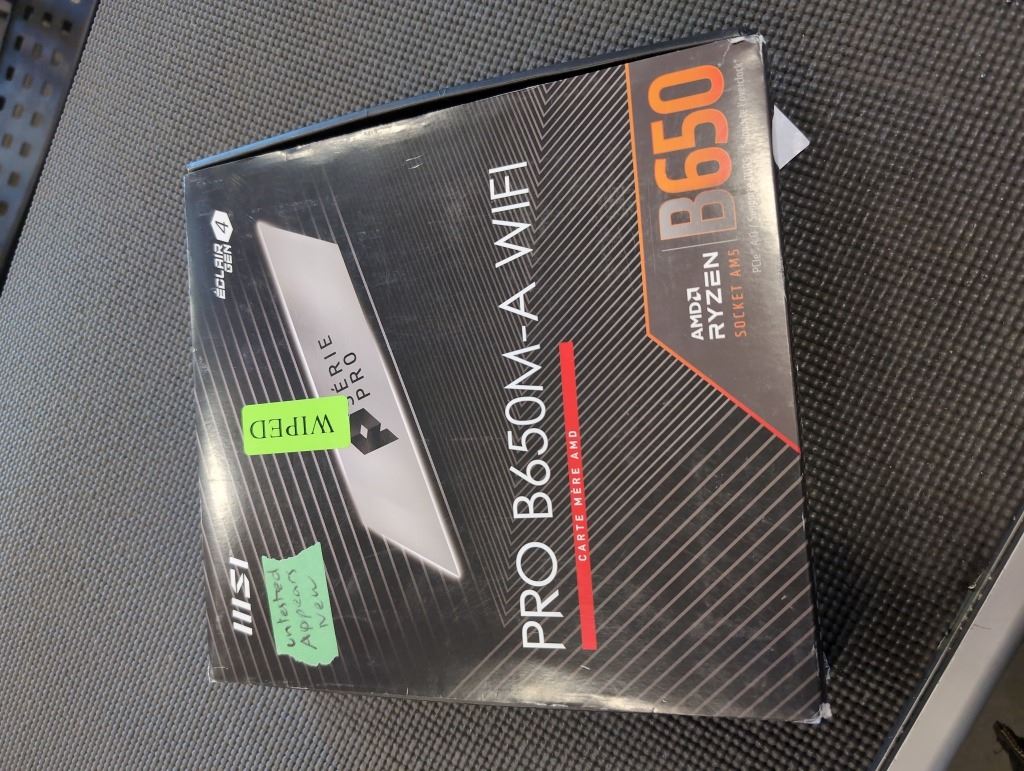 msi
ÉCLAIR
GEN 4
untested
Appears
New
WIPED
SÉRIE
PRO
PRO B650M-A WIFI
CARTE MÈRE AMD
AMD
RYZEN
B650
SOCKET AM5